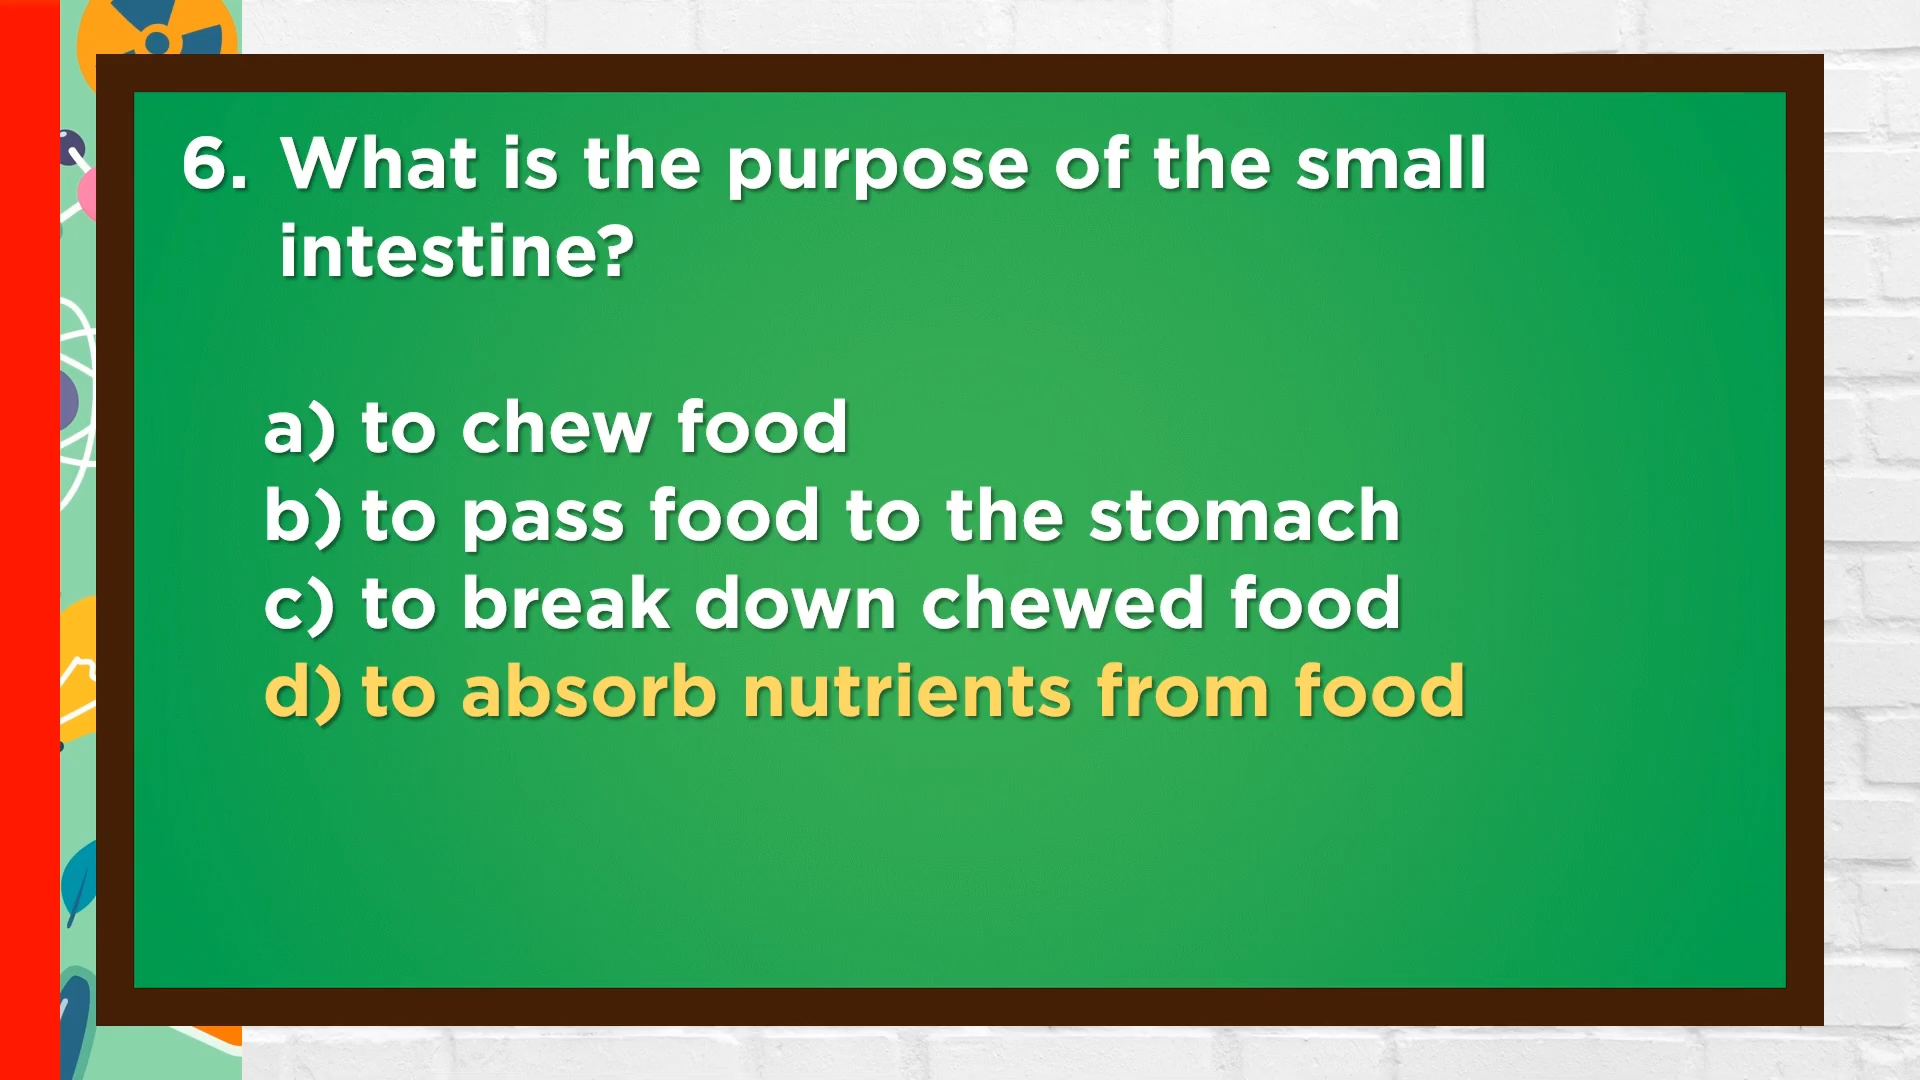 6. What is the purpose of the small
intestine?
a) to chew food
b) to pass food to the stomach
c) to break down chewed food
d) to absorb nutrients from food